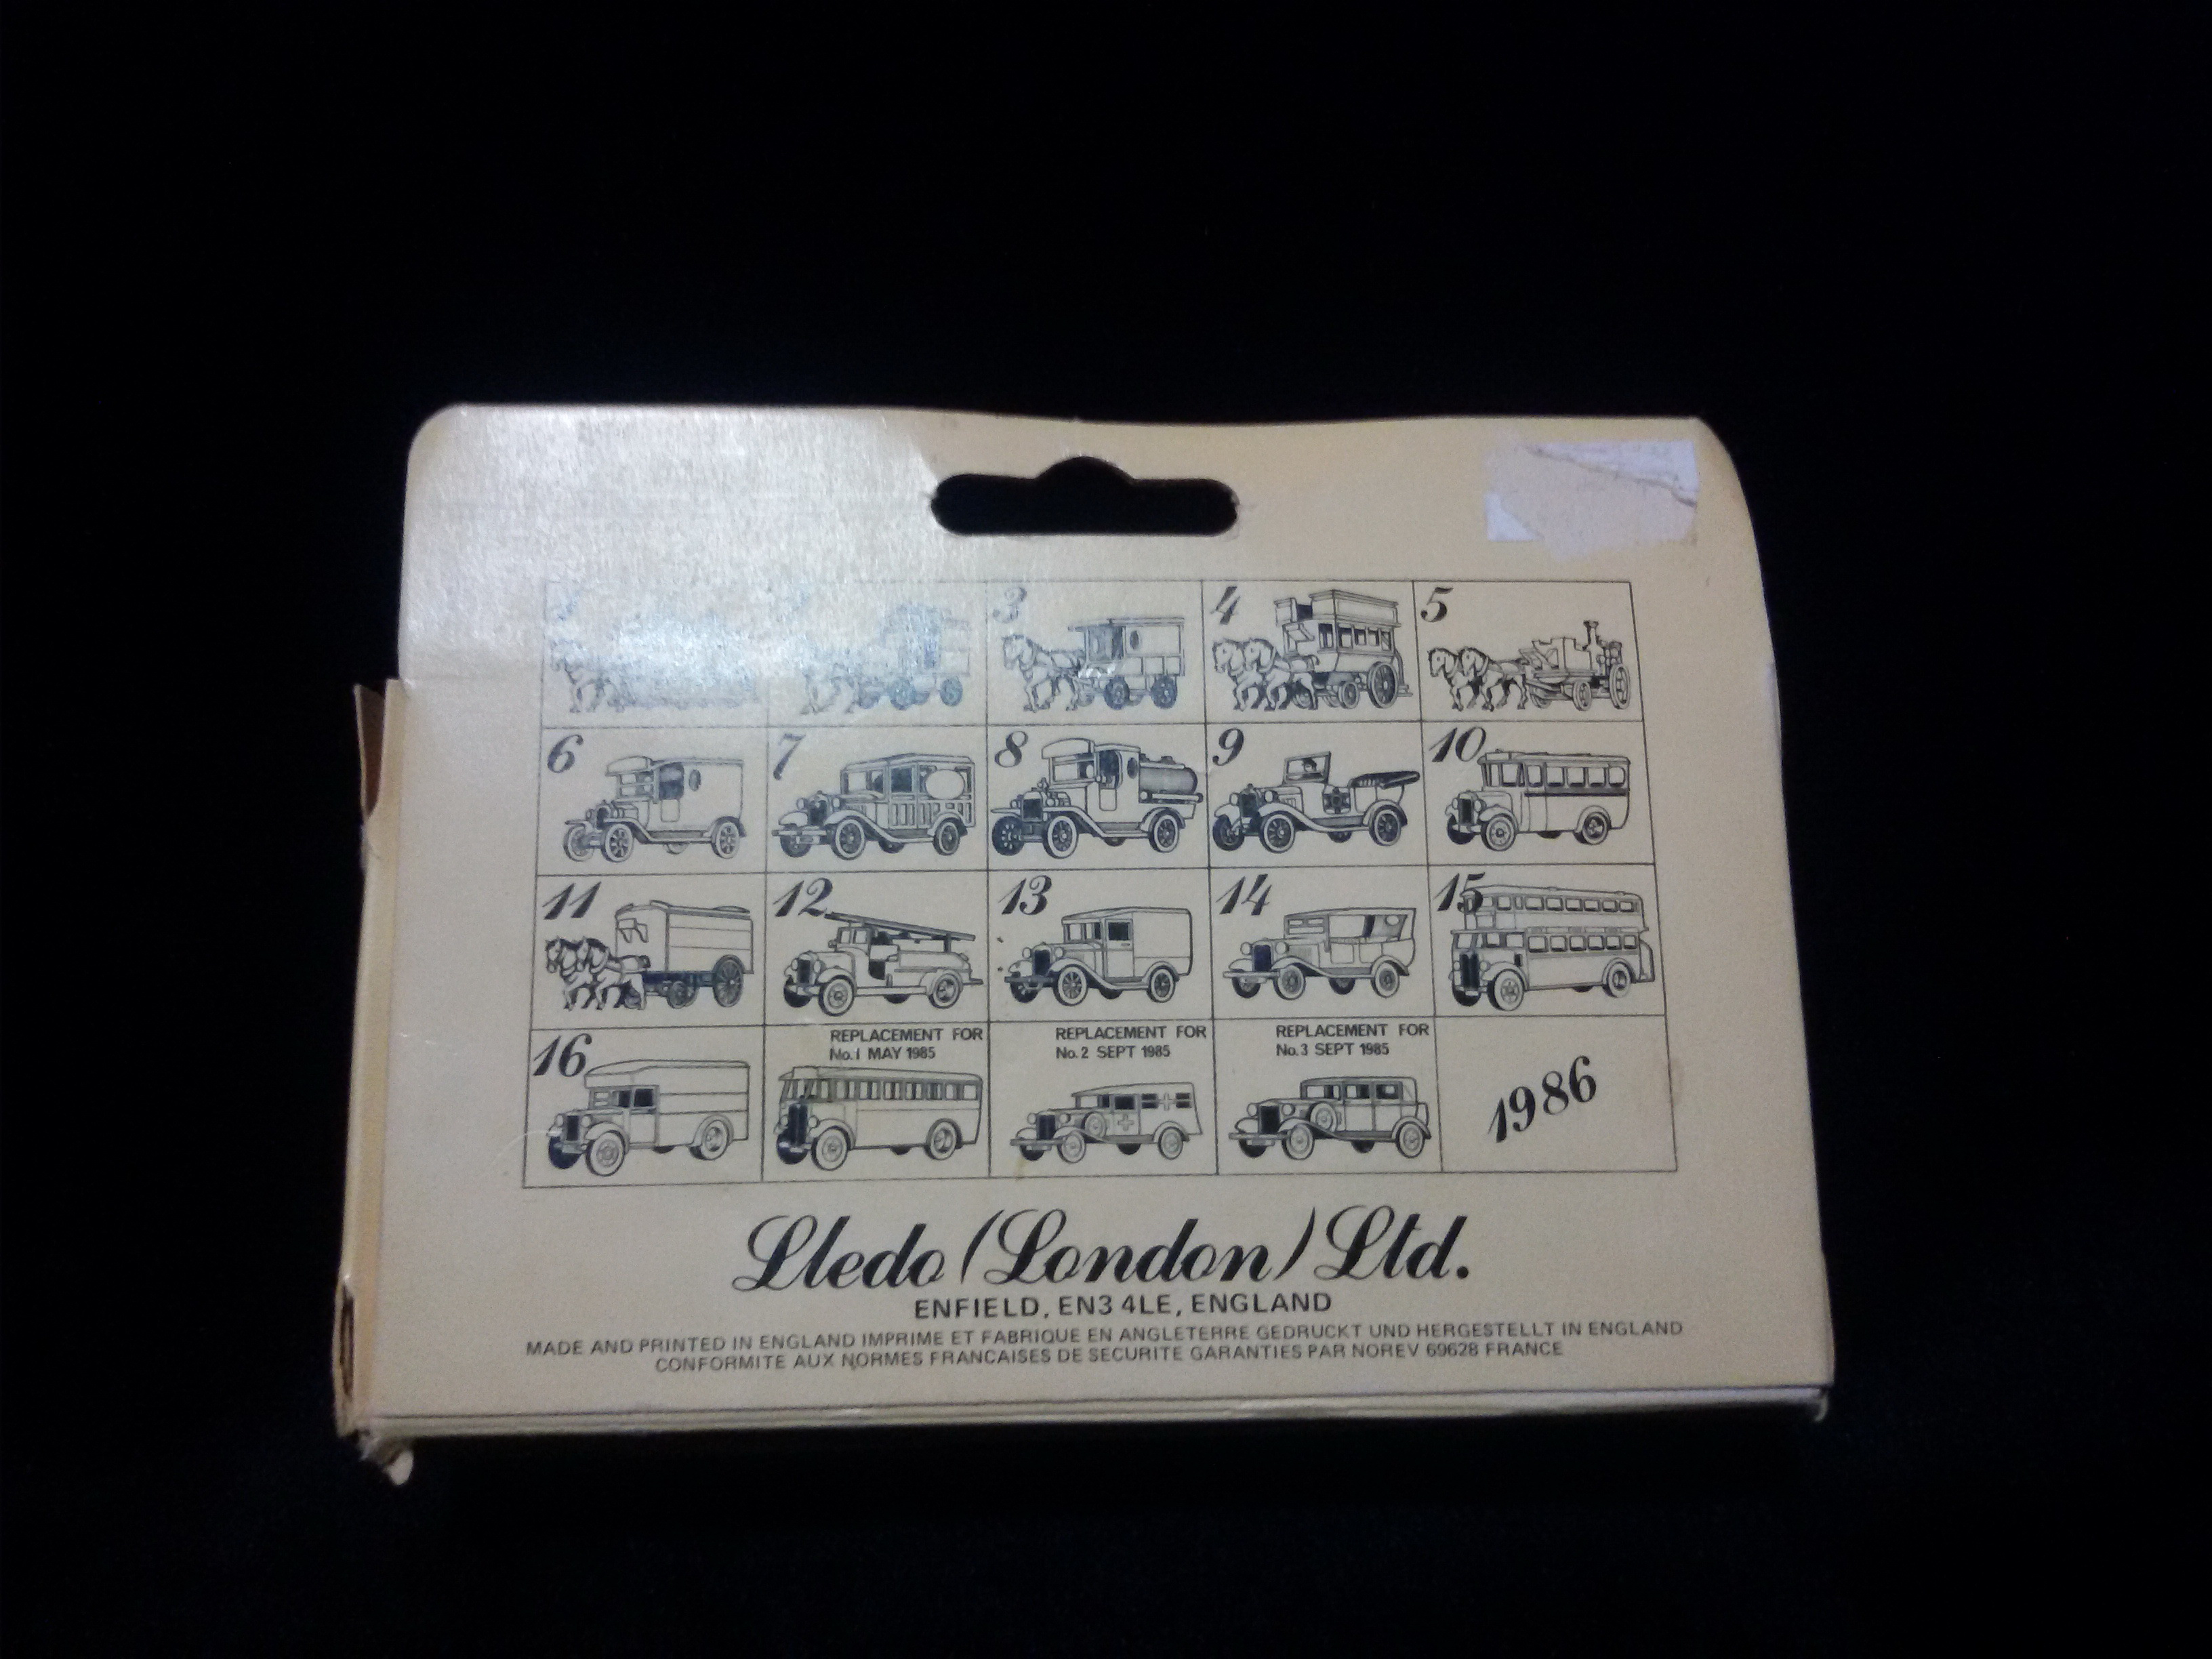 3
4
5
6
7
8
9
10
11
12
13
14
15
16
REPLACEMENT FOR
No.1 MAY 1985
REPLACEMENT FOR
No.2 SEPT 1985
REPLACEMENT FOR
No.3 SEPT 1985
1986
Lledo (London) Ltd.
ENFIELD, EN3 4LE, ENGLAND
MADE AND PRINTED IN ENGLAND IMPRIME ET FABRIQUE EN ANGLETERRE GEDRUCKT UND HERGESTELLT IN ENGLAND
CONFORMITE AUX NORMES FRANCAISES DE SECURITE GARANTIES PAR NOREV 69628 FRANCE